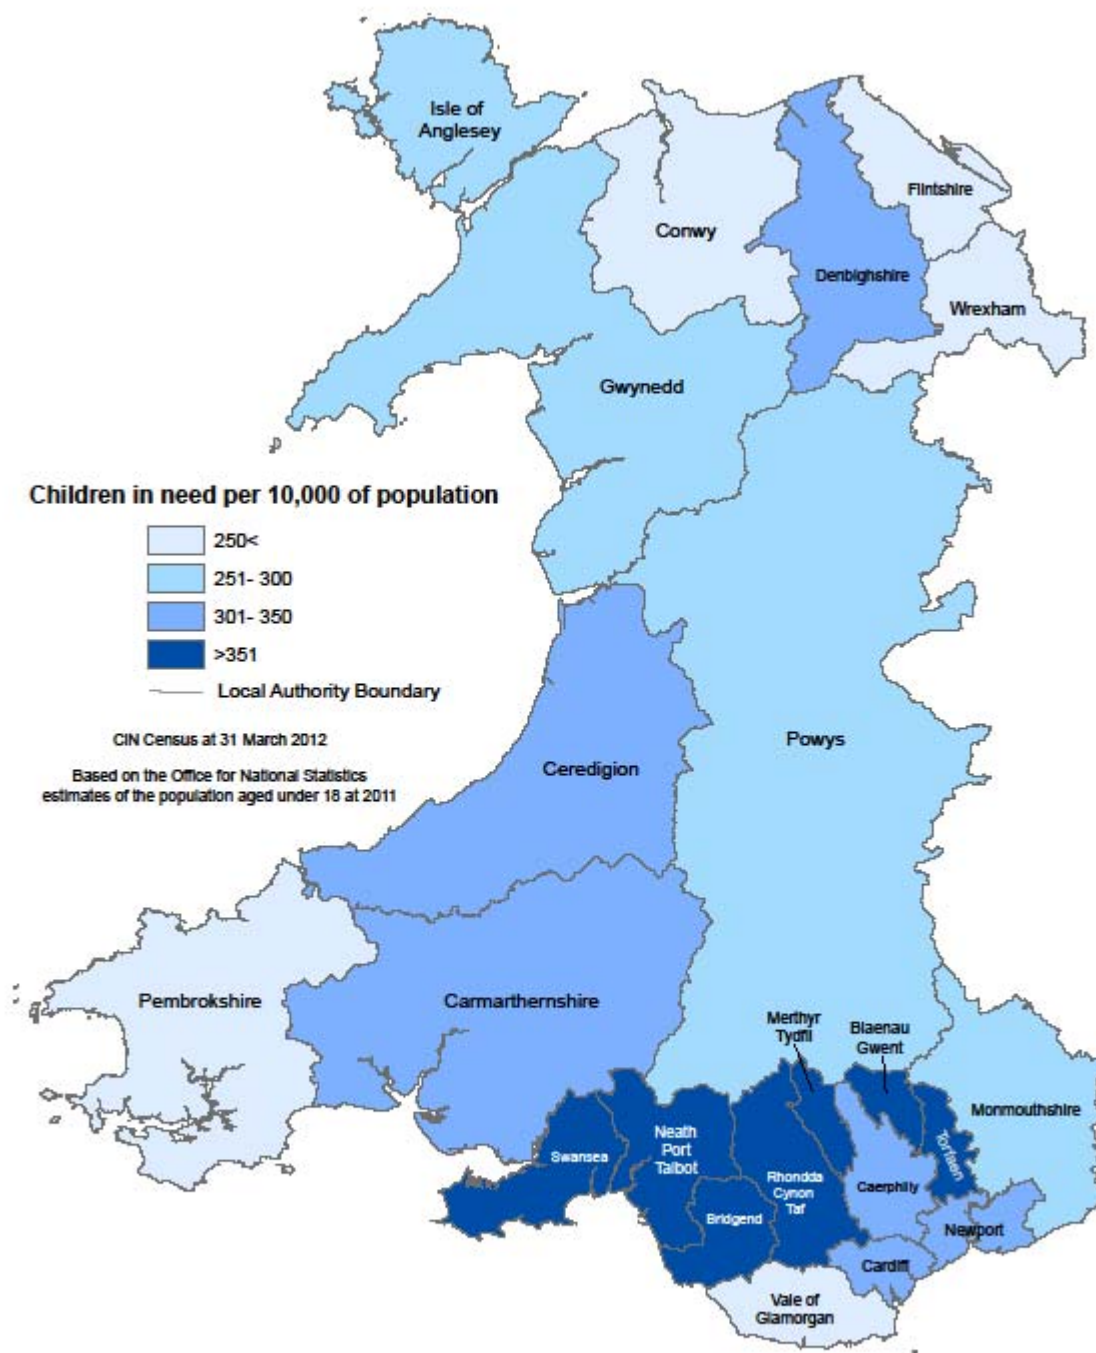 Isle of
Anglesey
Flintshire
Conwy
Denbighshire
Wrexham
Gwynedd
Children in need per 10,000 of population
250<
251- 300
301- 350
>351
Local Authority Boundary
CIN Census at 31 March 2012
Based on the Office for National Statistics
estimates of the population aged under 18 at 2011
Powys
Ceredigion
Pembrokshire
Carmarthernshire
Merthyr
Tydfil
Blaenau
Gwent
Monmouthshire
Torfaen
Swansea
Neath
Port
Talbot
Rhondda
Cynon
Taf
Caerphilly
Bridgend
Newport
Cardiff
Vale of
Glamorgan